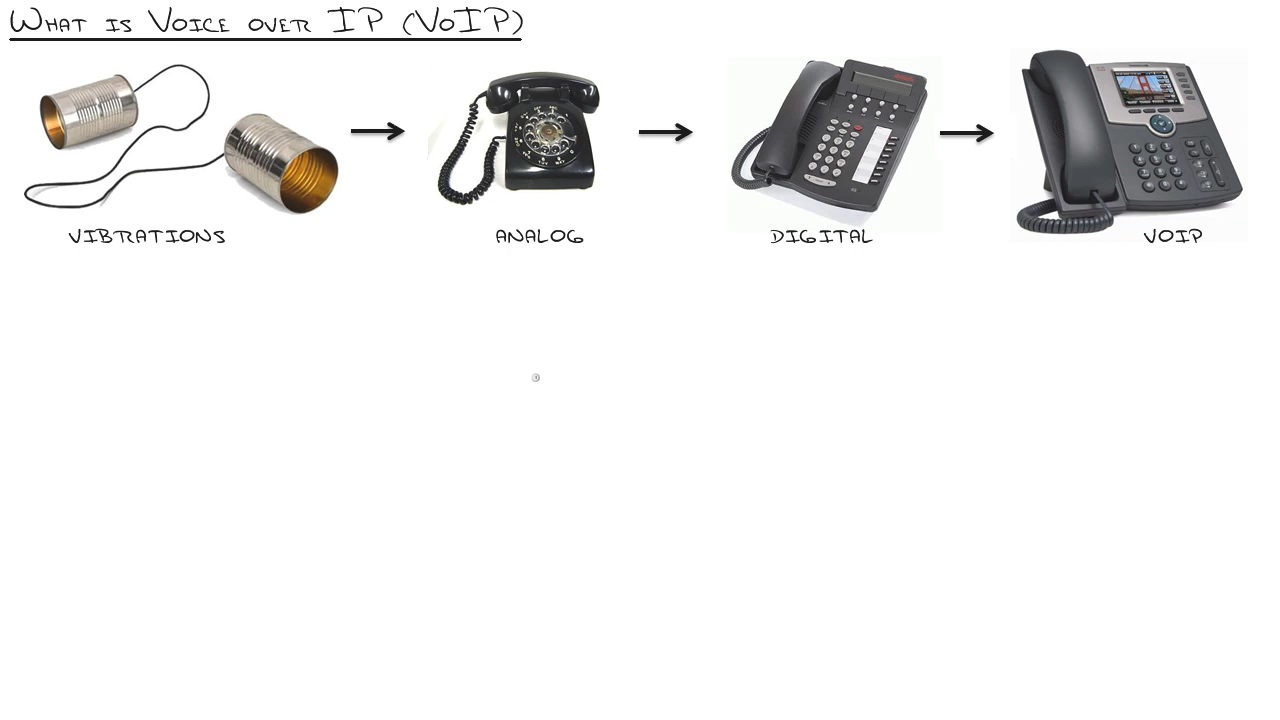 What is Voice over IP (VoIP)
VIBRATIONS
ANALOG
DIGITAL
VOIP